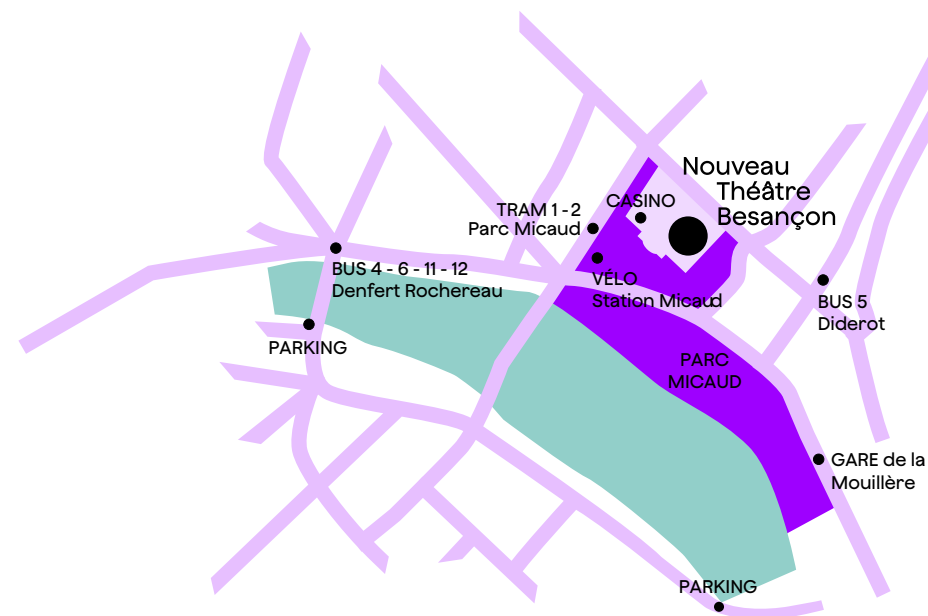 Nouveau
Théâtre
Besançon
CASINO
TRAM 1 - 2
Parc Micaud
BUS 4 - 6 - 11 - 12
Denfert Rochereau
VÉLO
Station Micaud
BUS 5
Diderot
PARKING
PARC
MICAUD
GARE de la
Mouillère
PARKING